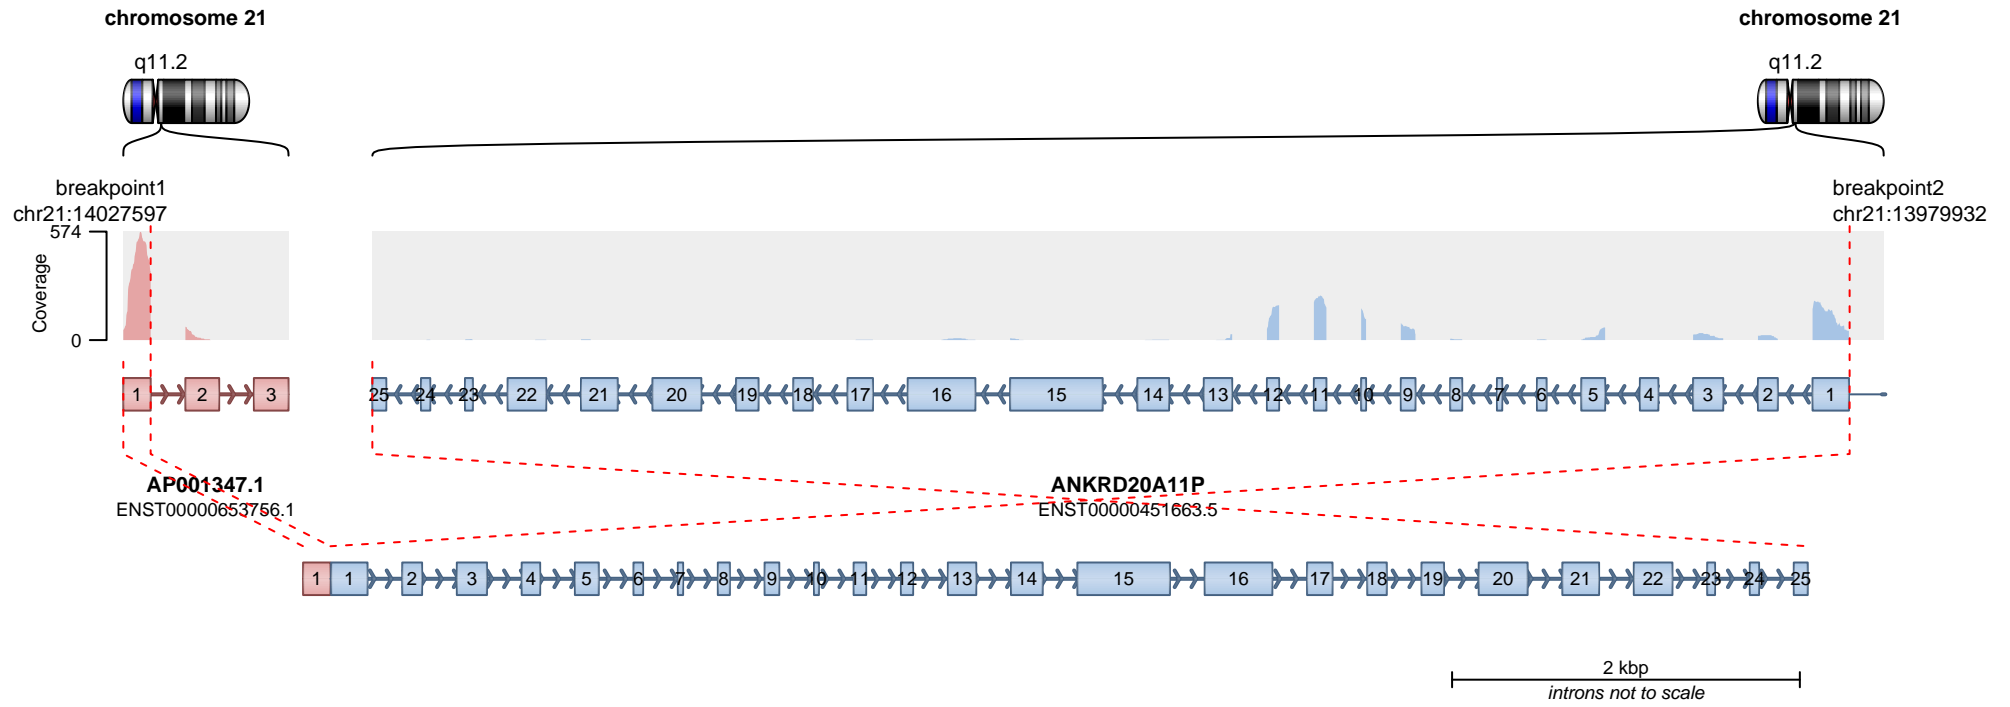 chromosome 21
chromosome 21
q11.2
q11.2
breakpoint1
chr21:14027597
breakpoint2
chr21:13979932
574
Coverage
0
1 2 3
25 24 23 22 21 20 19 18 17 16 15 14 13 12 11 10 9 8 7 6 5 4 3 2 1
AP001347.1
ENST00000653756.1
ANKRD20A11P
ENST00000451663.5
1 1 2 3 4 5 6 7 8 9 10 11 12 13 14 15 16 17 18 19 20 21 22 23 24 25
2 kbp
introns not to scale